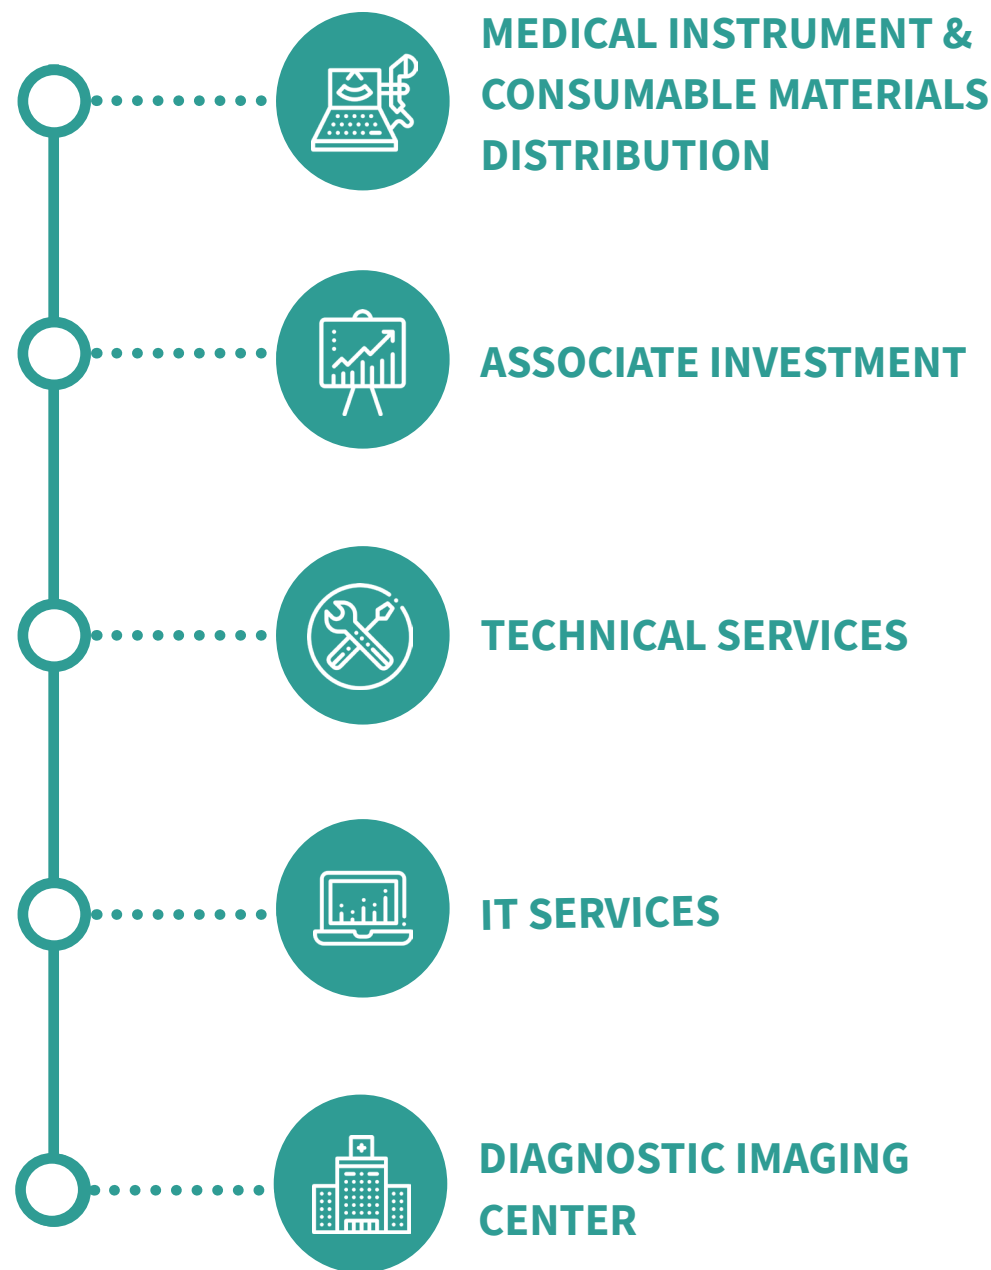 MEDICAL INSTRUMENT &
CONSUMABLE MATERIALS
DISTRIBUTION
ASSOCIATE INVESTMENT
TECHNICAL SERVICES
IT SERVICES
DIAGNOSTIC IMAGING
CENTER